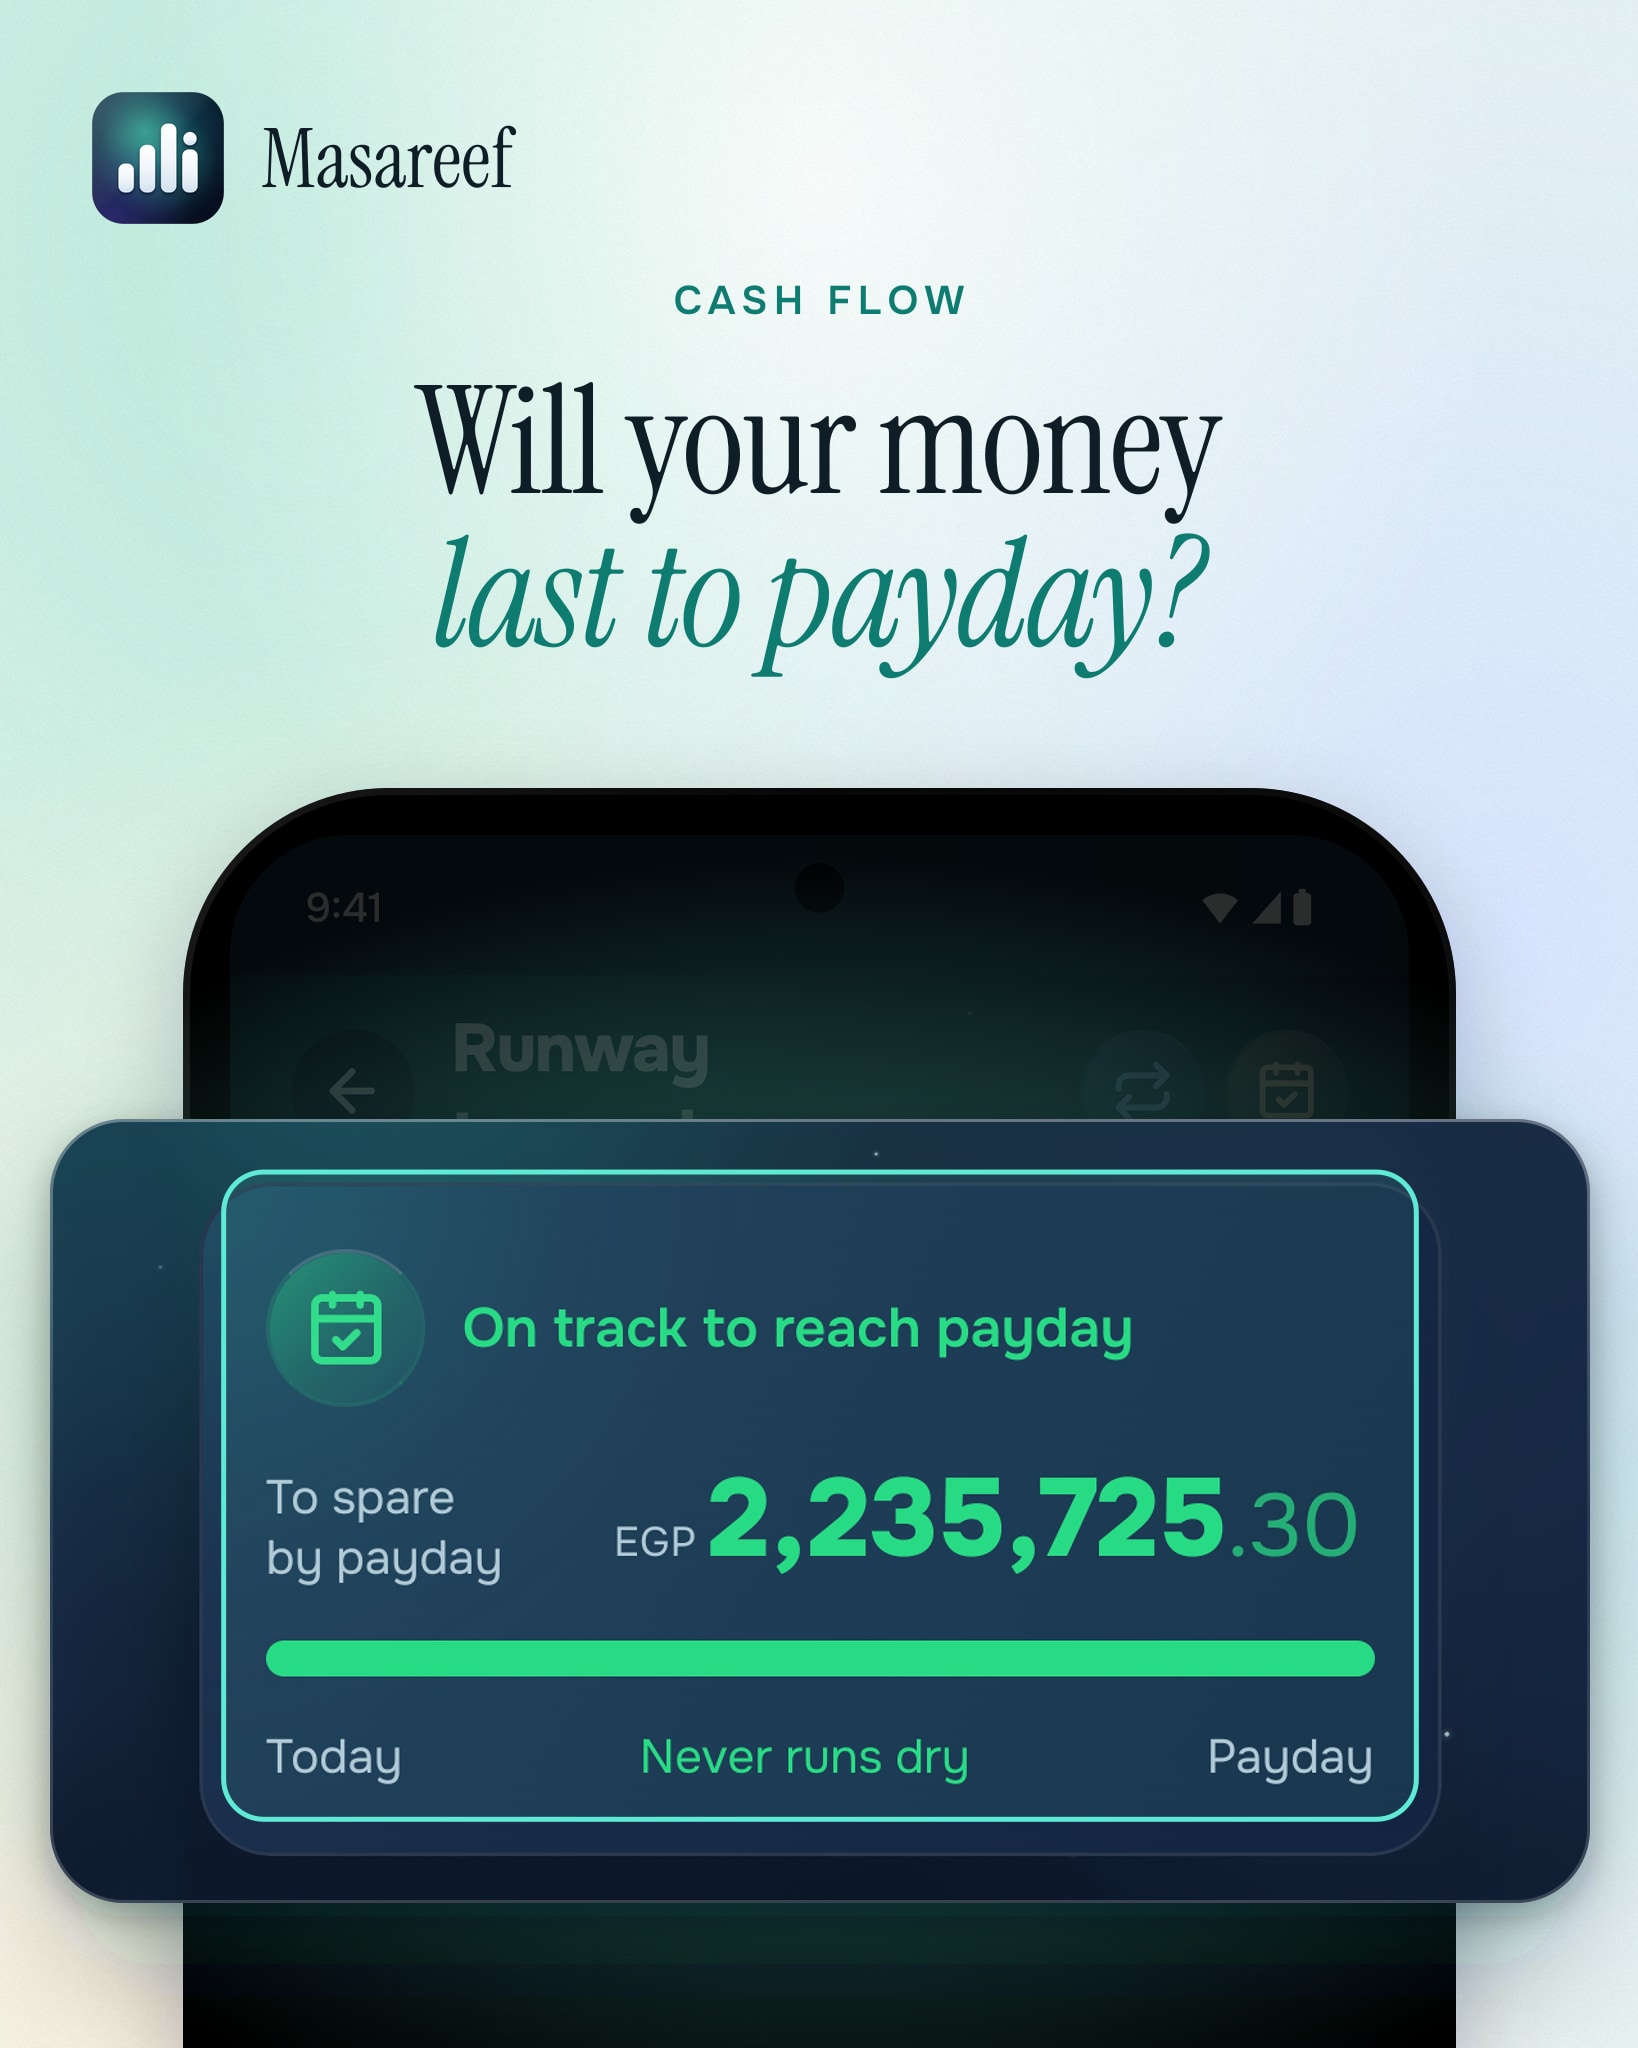 Masareef
CASH FLOW
Will your money
last to payday?
9:41
Runway
On track to reach payday
To spare
by payday
EGP 2,235,725.30
Today Never runs dry Payday